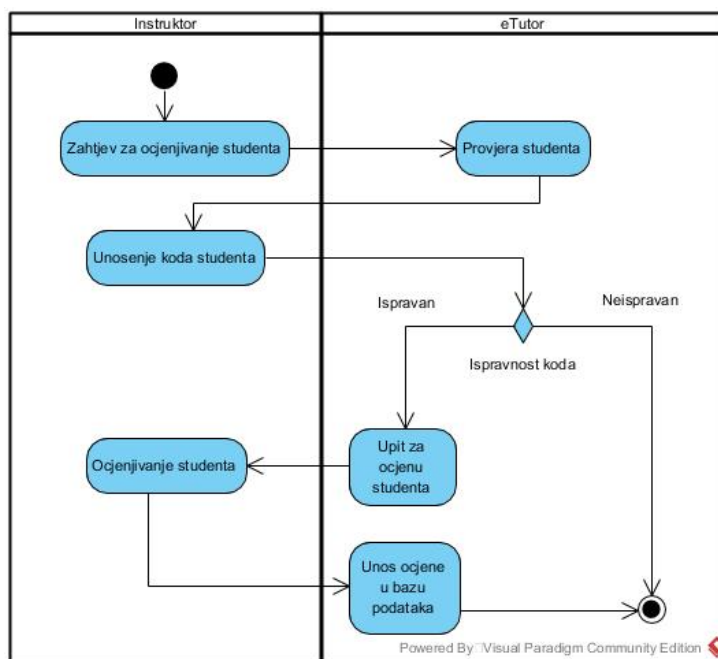 Instruktor
eTutor
Zahtjev za ocjenjivanje studenta
Provjera studenta
Unosenje koda studenta
Ispravan
Neispravan
Ispravnost koda
Ocjenjivanje studenta
Upit za
ocjenu
studenta
Unos ocjene
u bazu
podataka
Powered By Visual Paradigm Community Edition